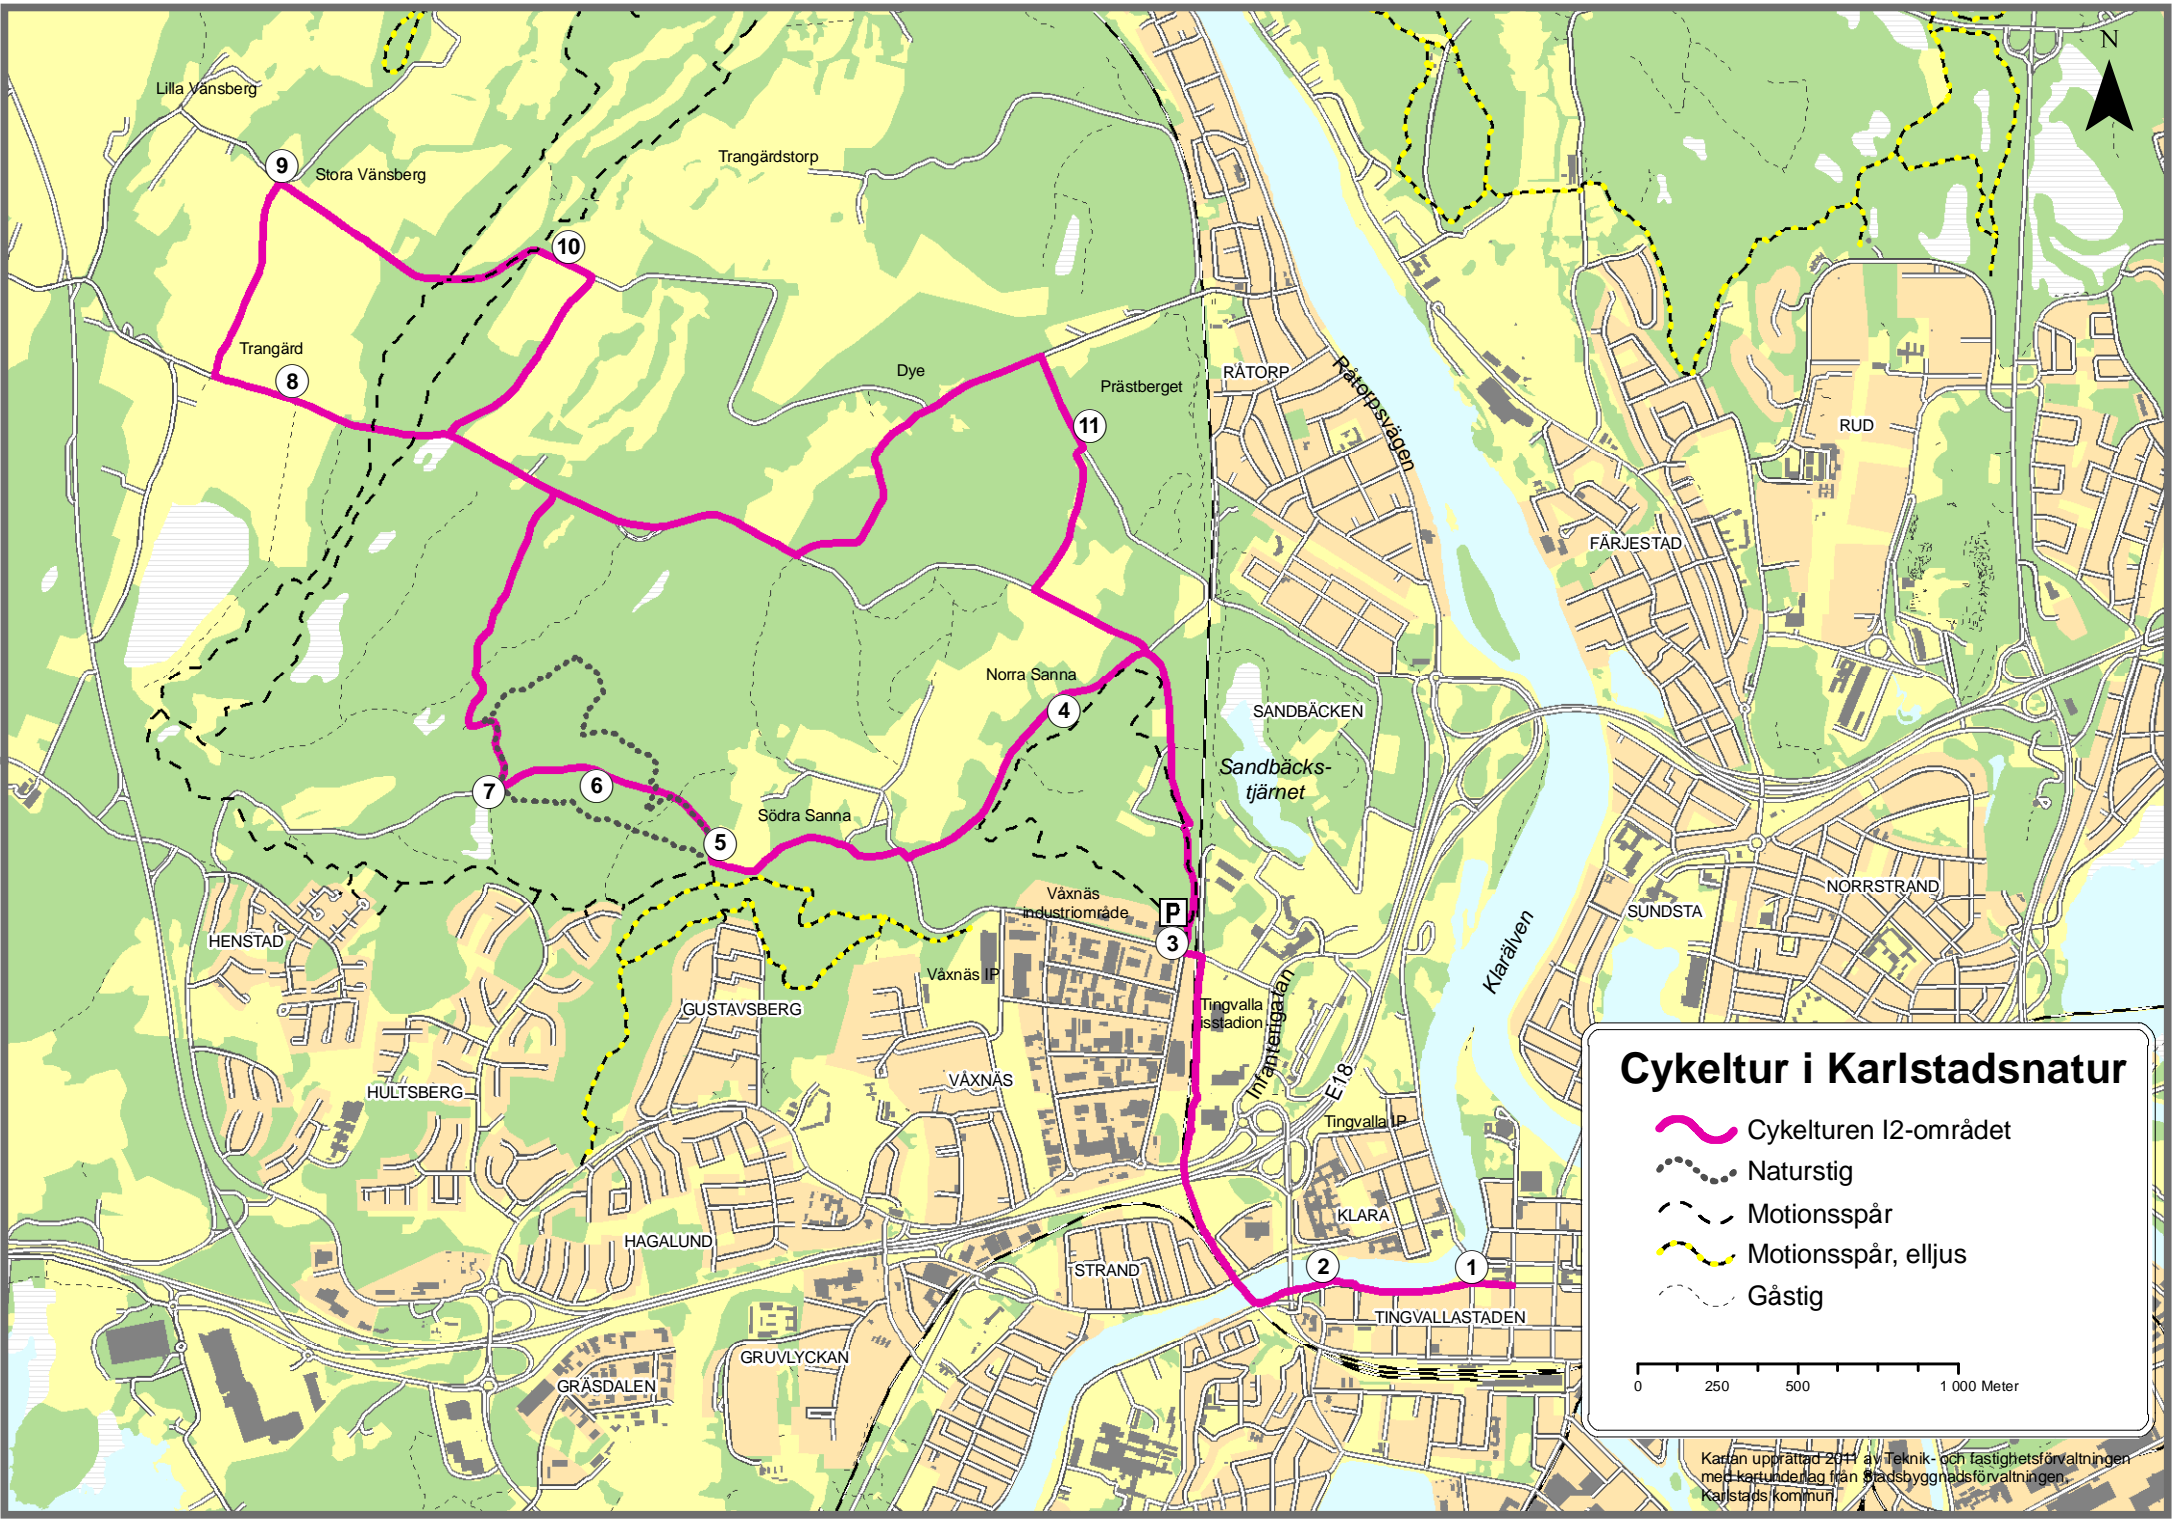 N
Lilla Vänsberg
9
Stora Vänsberg
Trangärdstorp
10
Trangärd
8
Dye
Prästberget
11
RÅTORP
Råtorpsvägen
RUD
FÄRJESTAD
Norra Sanna
4
SANDBÄCKEN
Sandbäcks-
tjärnet
7
6
5
Södra Sanna
Våxnäs
industriområde
P
3
Klarälven
SUNDSTA
NORRSTRAND
HENSTAD
Våxnäs IP
GUSTAVSBERG
Tingvalla
isstadion
Infanterigatan
E18
VÅXNÄS
HULTSBERG
Tingvalla IP
KLARA
HAGALUND
STRAND
2
1
TINGVALLASTADEN
GRUVLYCKAN
GRÄSDALEN
Cykeltur i Karlstadsnatur
Cykelturen I2-området
Naturstig
Motionsspår
Motionsspår, elljus
Gåstig
0 250 500 1 000 Meter
Kartan upprättad 2011 av Teknik- och fastighetsförvaltningen
med kartunderlag från Stadsbyggnadsförvaltningen,
Karlstads kommun.